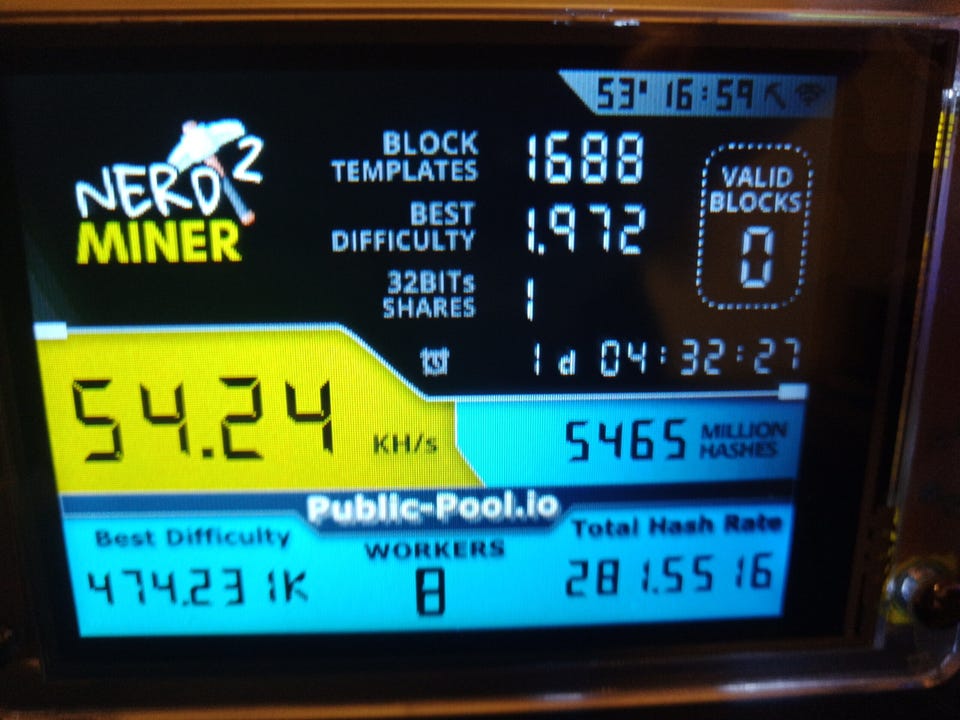 53° 16:59
NERD 2
MINER
BLOCK
TEMPLATES
1688
BEST
DIFFICULTY
1.972
32BITs
SHARES
1
VALID
BLOCKS
0
1 d 04:32:27
54.24 KH/s
5465 MILLION
HASHES
Public-Pool.io
Best Difficulty
474.231K
WORKERS
8
Total Hash Rate
281.5516